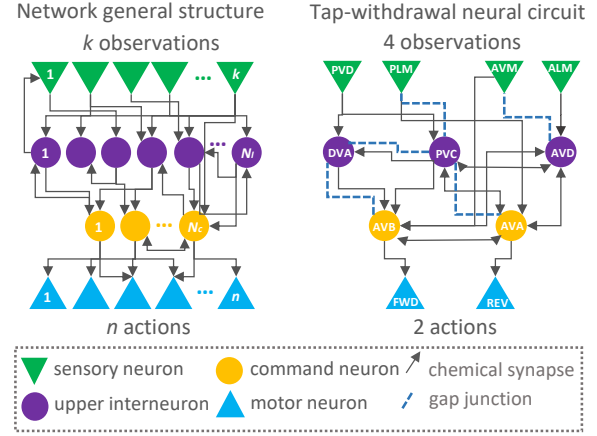 Network general structure
k observations
1 ... k
1 ... NI
1 ... Nc
1 ... n
n actions
Tap-withdrawal neural circuit
4 observations
PVD PLM AVM ALM
DVA PVC AVD
AVB AVA
FWD REV
2 actions
sensory neuron command neuron chemical synapse
upper interneuron motor neuron gap junction